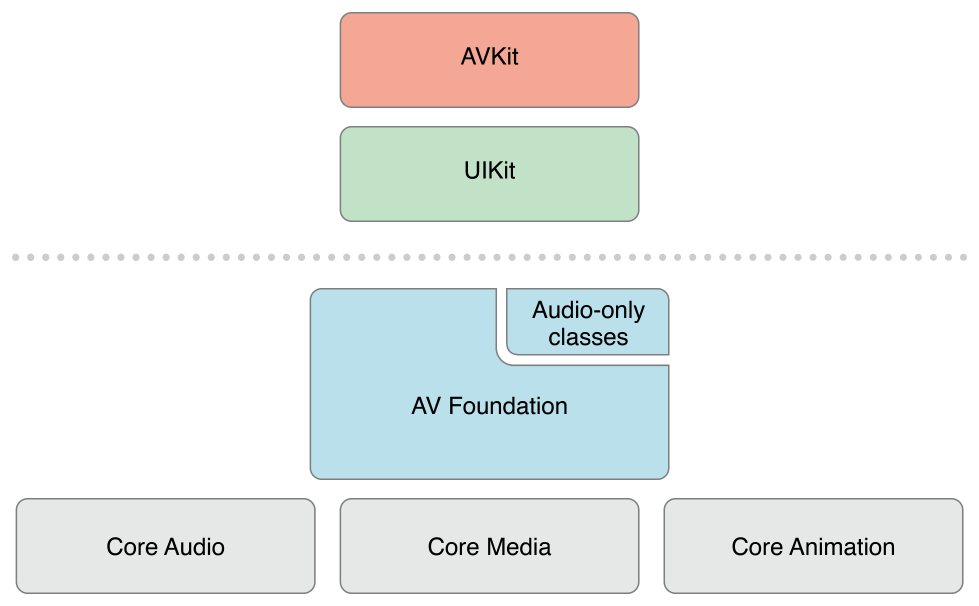 AVKit
UIKit
Audio-only
classes
AV Foundation
Core Audio
Core Media
Core Animation